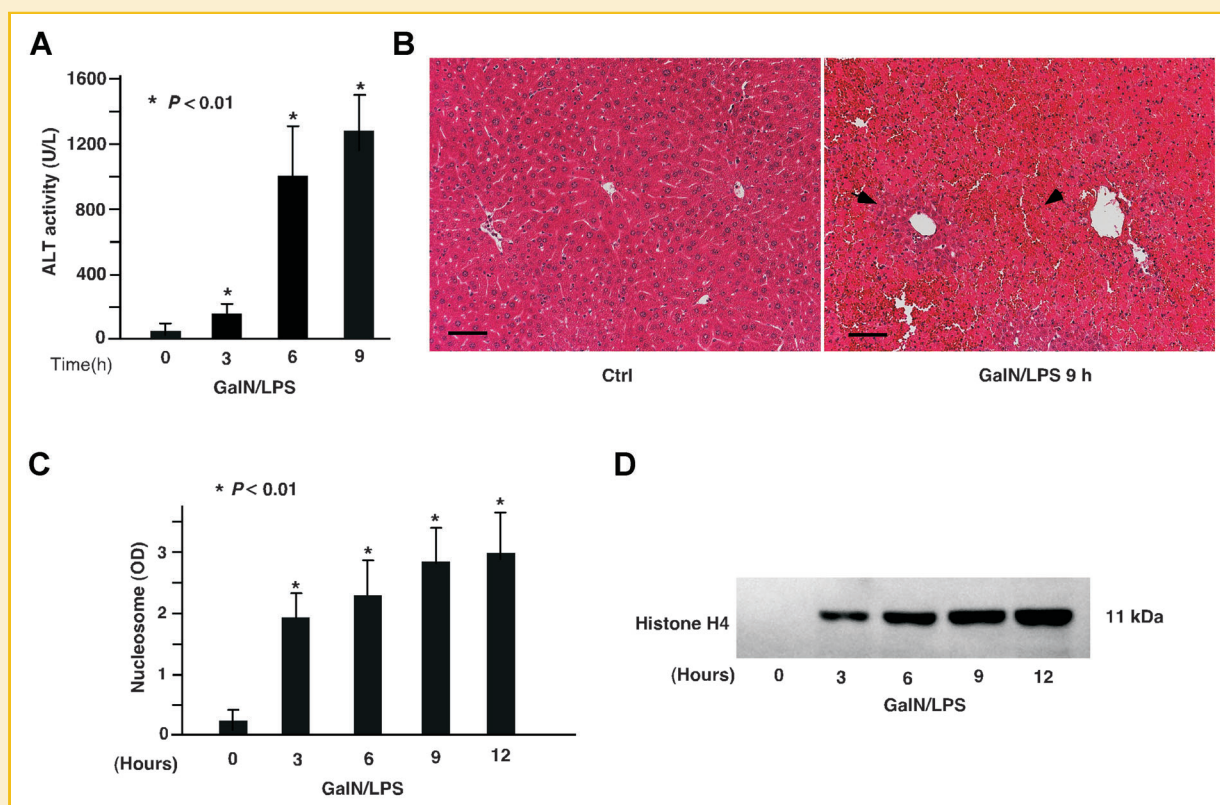 A
1600
* P < 0.01
1200
800
400
0
ALT activity (U/L)
* * *
Time(h) 0 3 6 9
GalN/LPS
B
Ctrl
GalN/LPS 9 h
C
* P < 0.01
3
2
1
0
Nucleosome (OD)
* * * *
(Hours) 0 3 6 9 12
GalN/LPS
D
Histone H4
11 kDa
(Hours) 0 3 6 9 12
GalN/LPS